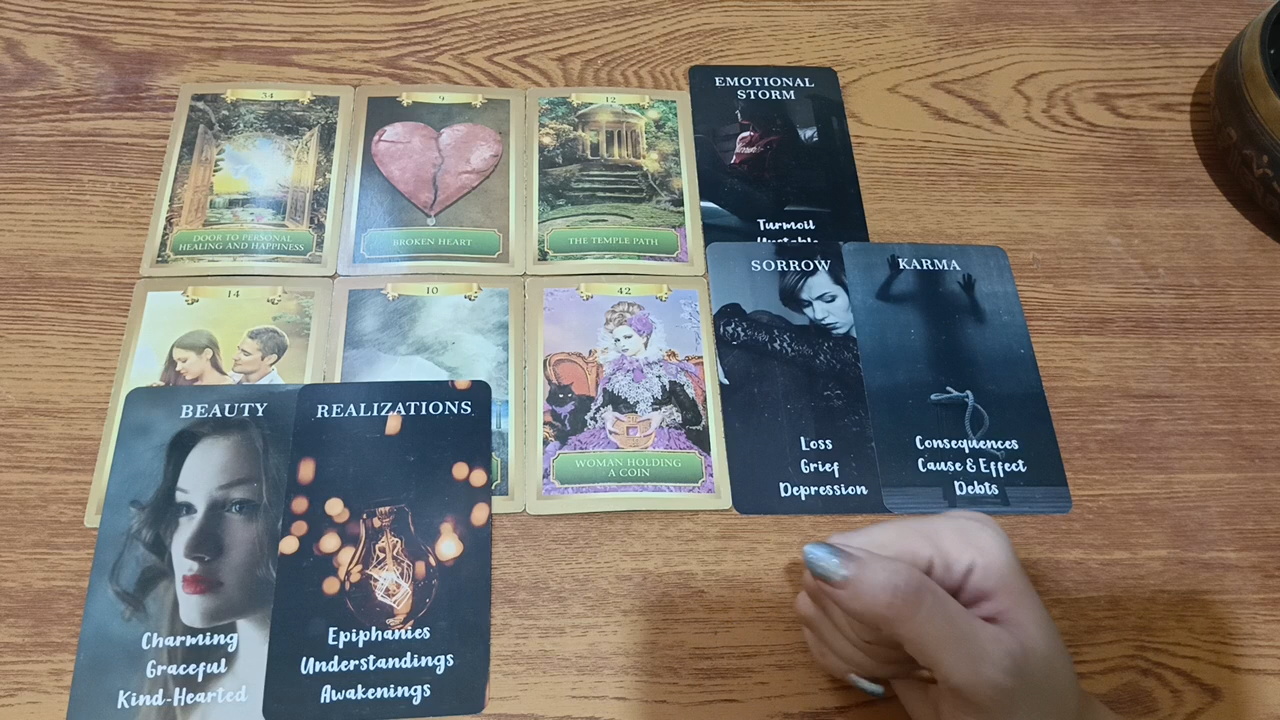 34
DOOR TO PERSONAL
HEALING AND HAPPINESS
9
BROKEN HEART
12
THE TEMPLE PATH
EMOTIONAL
STORM
Turmoil
Unstable
14
10
42
WOMAN HOLDING
A COIN
SORROW
Loss
Grief
Depression
KARMA
Consequences
Cause & Effect
Debts
BEAUTY
Charming
Graceful
Kind-Hearted
REALIZATIONS
Epiphanies
Understandings
Awakenings